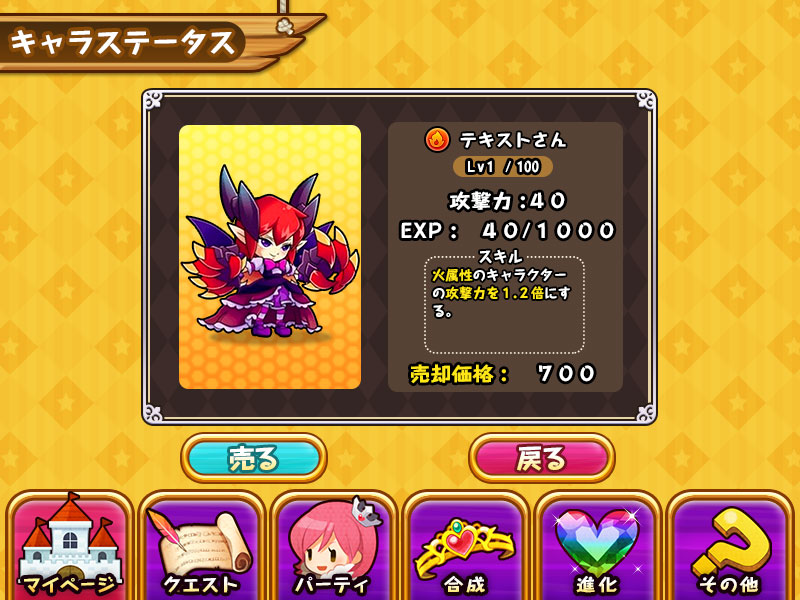 キャラステータス
テキストさん
Lv1 /100
攻撃力:40
EXP: 40/1000
スキル
火属性のキャラクター
の攻撃力を1.2倍にす
る。
売却価格: 700
売る
戻る
マイページ
クエスト
パーティ
合成
進化
その他